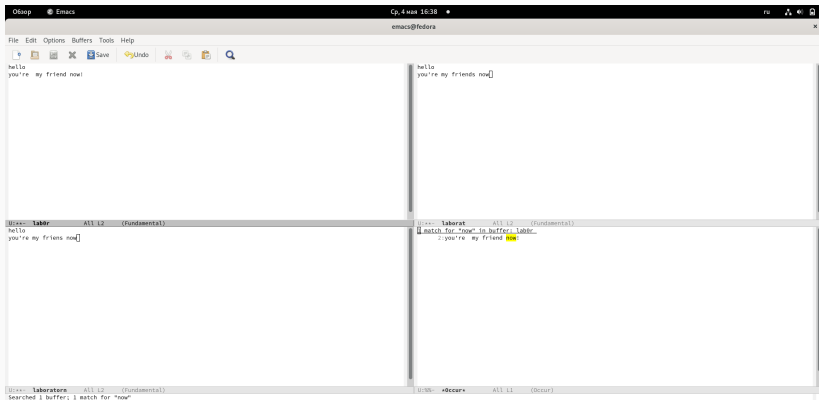 Обзор Emacs Ср, 4 мая 16:38 ru
emacs@fedora
File Edit Options Buffers Tools Help
Save Undo
hello
you're  my friend now!
hello
you're my friends now
U:**-  lab0r  All L2  (Fundamental)
U:**-  laborat  All L2  (Fundamental)
hello
you're my friens now
1 match for "now" in buffer: lab0r
2:you're  my friend now!
U:**-  laboratorn  All L2  (Fundamental)
U:%%-  *Occur*  All L1  (Occur)
Searched 1 buffer; 1 match for "now"